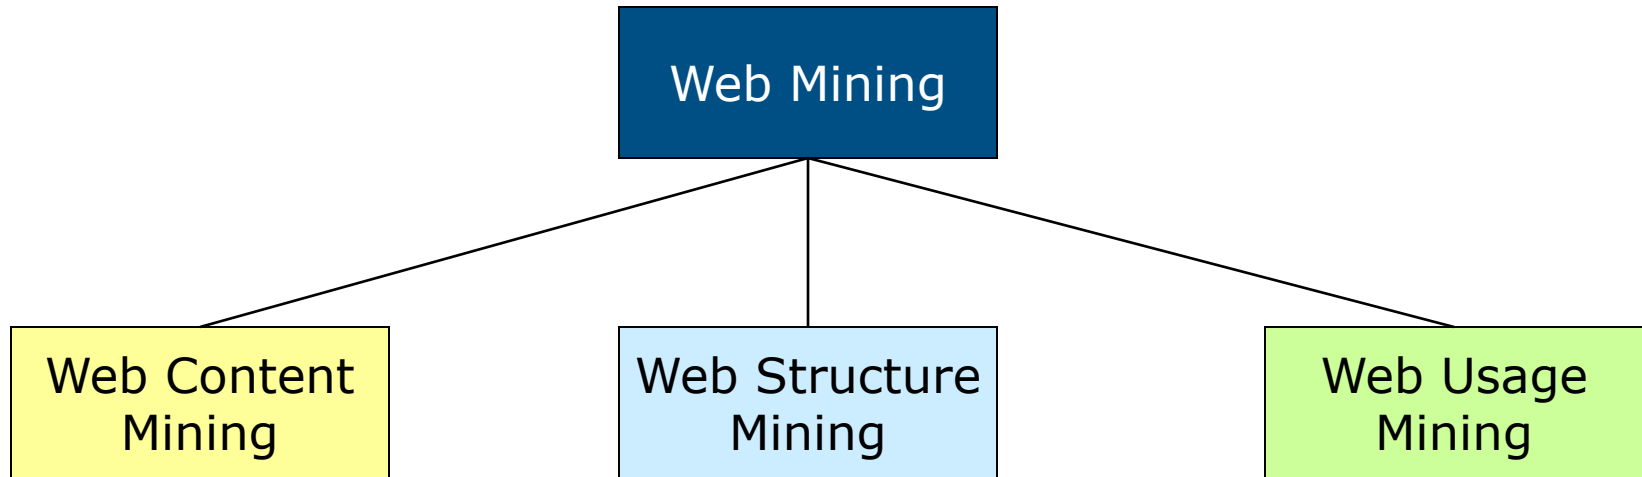 Web Mining
Web Content
Mining
Web Structure
Mining
Web Usage
Mining